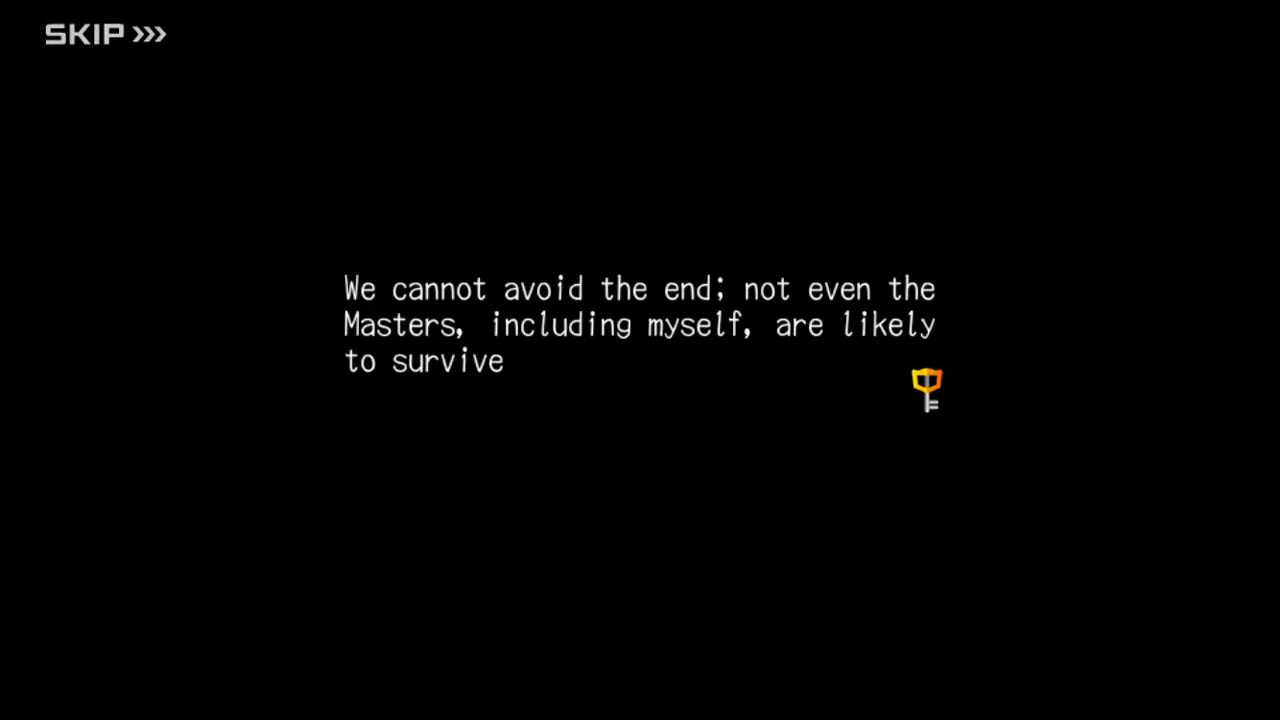 SKIP >>>
We cannot avoid the end; not even the
Masters, including myself, are likely
to survive